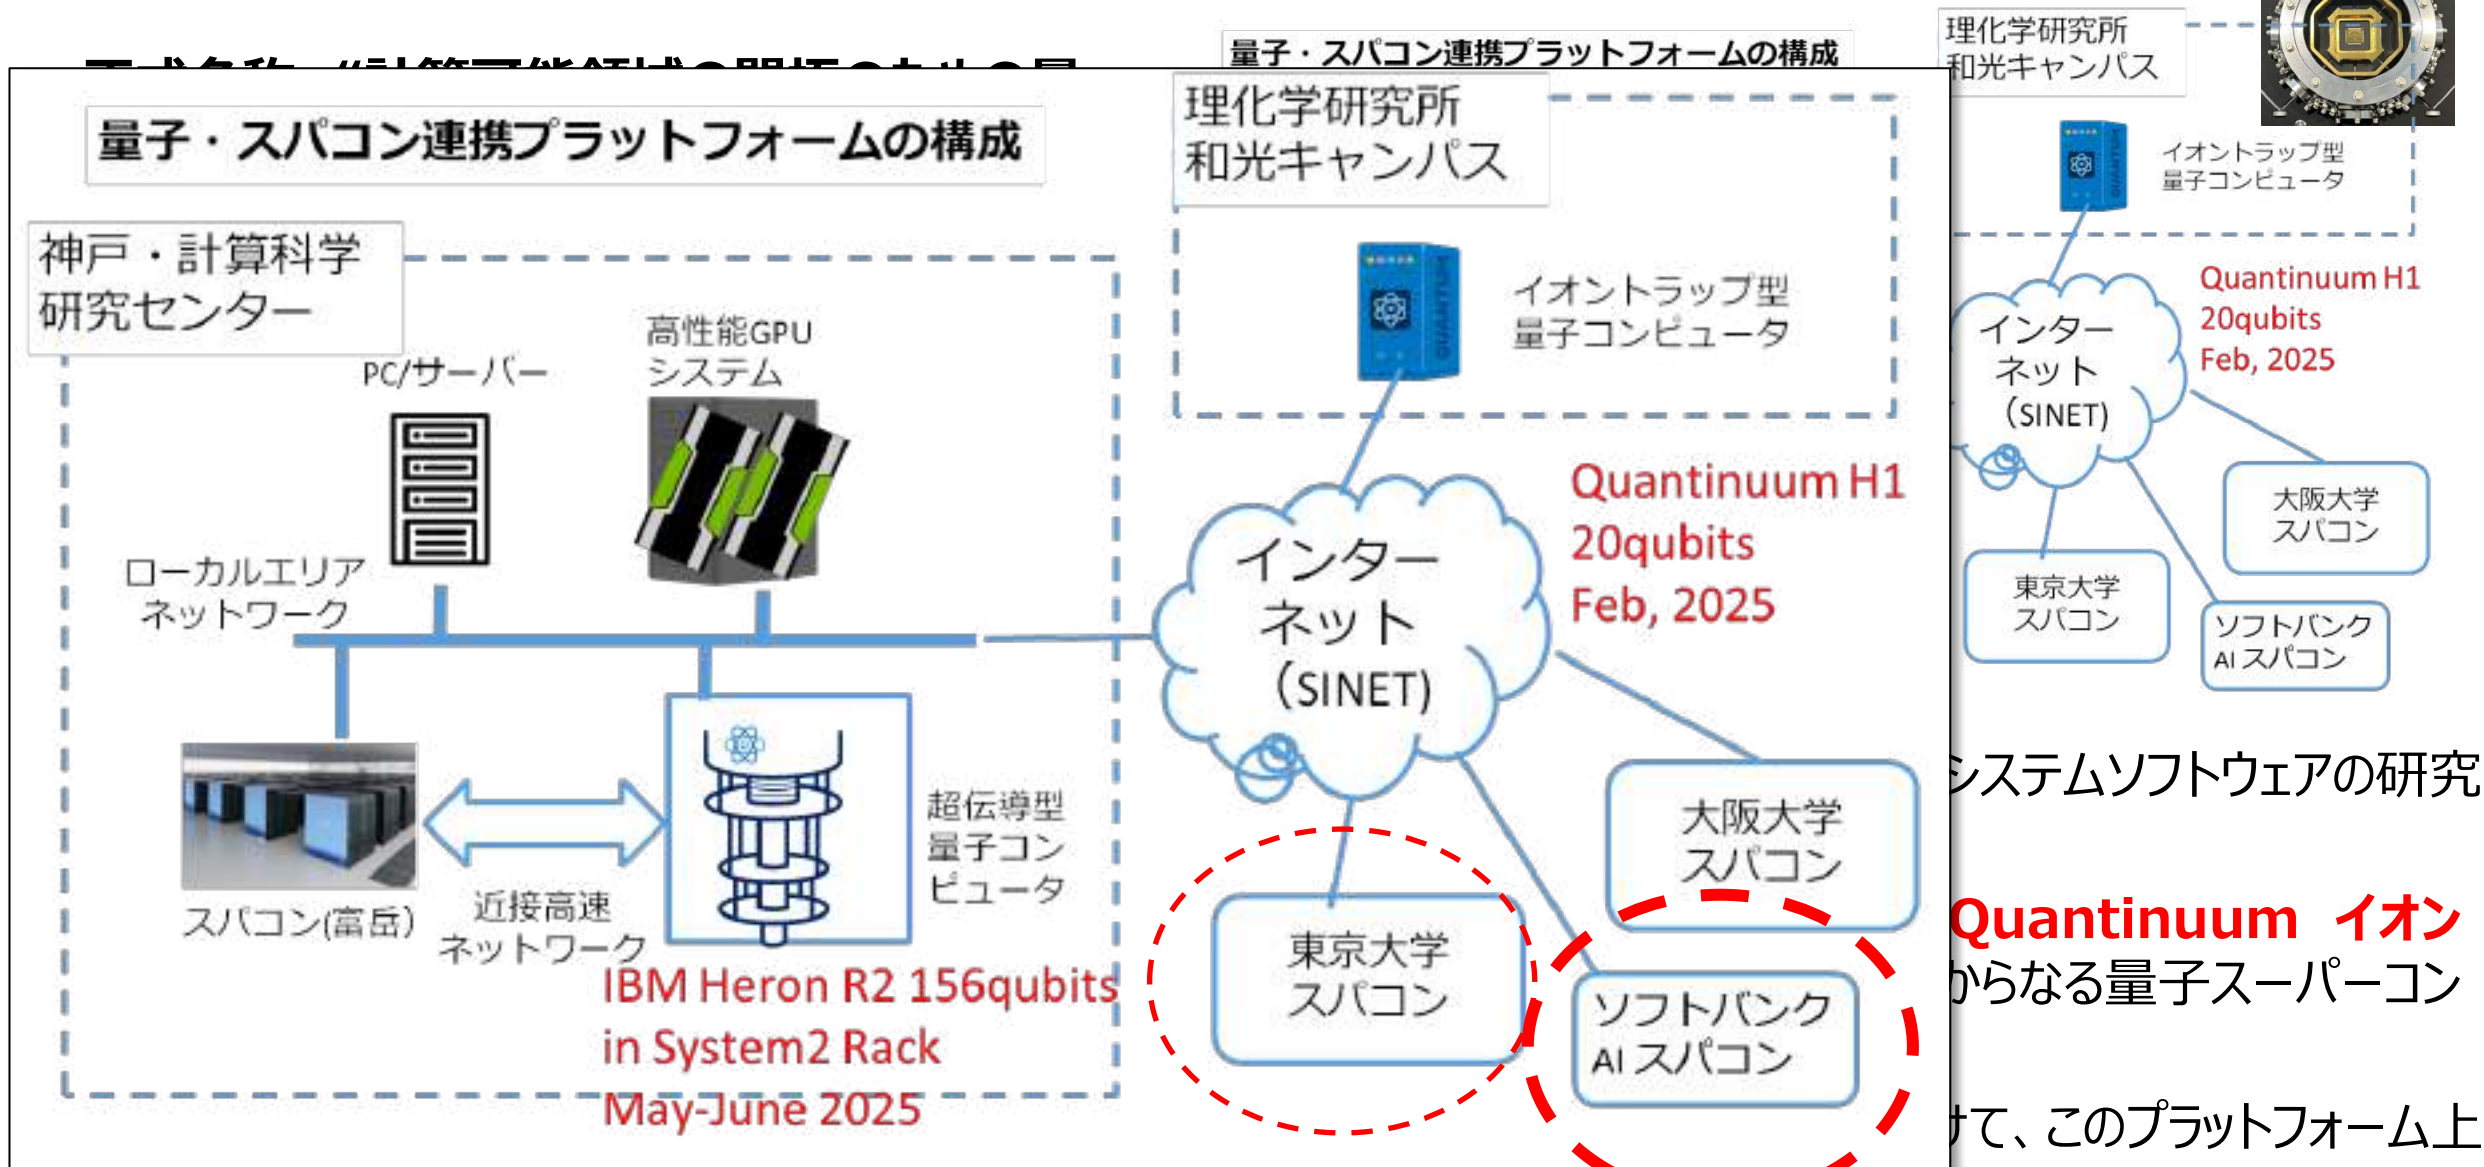 量子・スパコン連携プラットフォームの構成
理化学研究所
和光キャンパス
イオントラップ型
量子コンピュータ
Quantinuum H1
20qubits
Feb, 2025
インター
ネット
（SINET)
大阪大学
スパコン
東京大学
スパコン
ソフトバンク
AI スパコン
量子・スパコン連携プラットフォームの構成
神戸・計算科学
研究センター
PC/サーバー
高性能GPU
システム
ローカルエリア
ネットワーク
スパコン(富岳）
近接高速
ネットワーク
超伝導型
量子コン
ピュータ
IBM Heron R2 156qubits
in System2 Rack
May-June 2025
理化学研究所
和光キャンパス
イオントラップ型
量子コンピュータ
QUANTINUUM
Quantinuum H1
20qubits
Feb, 2025
インター
ネット
（SINET)
大阪大学
スパコン
東京大学
スパコン
ソフトバンク
AI スパコン
システムソフトウェアの研究
Quantinuum イオン
からなる量子スーパーコン
けて、このプラットフォーム上